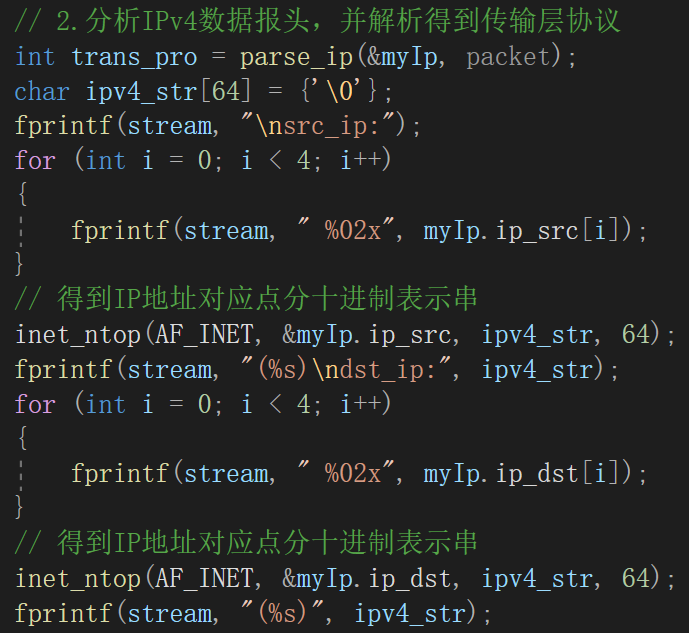 // 2.分析IPv4数据报头，并解析得到传输层协议
int trans_pro = parse_ip(&myIp, packet);
char ipv4_str[64] = {'\0'};
fprintf(stream, "\nsrc_ip:");
for (int i = 0; i < 4; i++)
{
    fprintf(stream, " %02x", myIp.ip_src[i]);
}
// 得到IP地址对应点分十进制表示串
inet_ntop(AF_INET, &myIp.ip_src, ipv4_str, 64);
fprintf(stream, "(%s)\ndst_ip:", ipv4_str);
for (int i = 0; i < 4; i++)
{
    fprintf(stream, " %02x", myIp.ip_dst[i]);
}
// 得到IP地址对应点分十进制表示串
inet_ntop(AF_INET, &myIp.ip_dst, ipv4_str, 64);
fprintf(stream, "(%s)", ipv4_str);